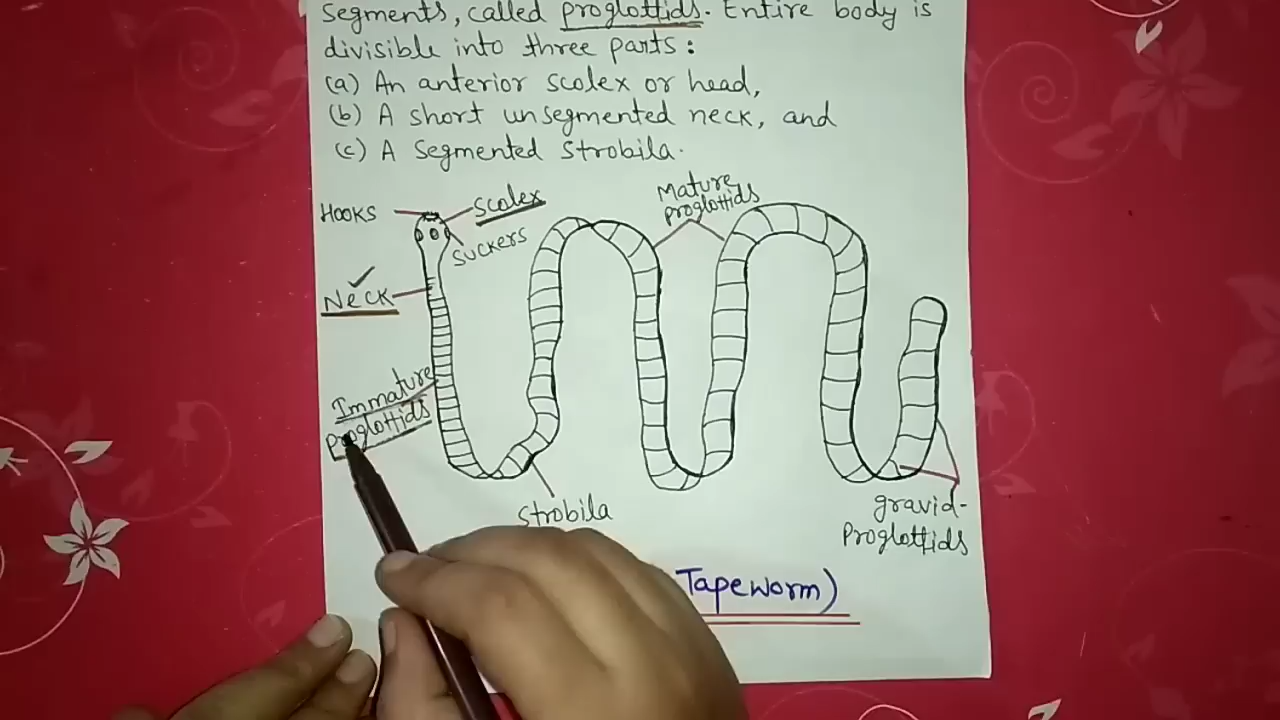 Segments, called proglottids. Entire body is
divisible into three parts:
(a) An anterior scolex or head,
(b) A short unsegmented neck, and
(c) A Segmented Strobila.
Hooks
Scolex
Suckers
Neck
Mature
proglottids
Immature
proglottids
Strobila
gravid-
Proglottids
Tapeworm)